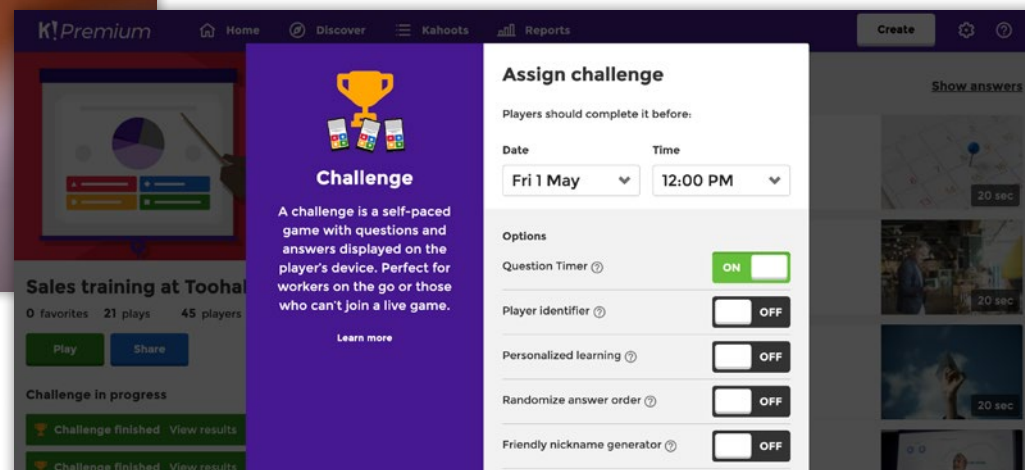 K! Premium
Home
Discover
Kahoots
Reports
Create
Show answers
Challenge
A challenge is a self-paced
game with questions and
answers displayed on the
player's device. Perfect for
workers on the go or those
who can't join a live game.
Learn more
Assign challenge
Players should complete it before:
Date Time
Fri 1 May 12:00 PM
Options
Question Timer ON
Player identifier OFF
Personalized learning OFF
Randomize answer order OFF
Friendly nickname generator OFF
Sales training at Toohal
0 favorites 21 plays 45 players
Play Share
Challenge in progress
Challenge finished View results
Challenge finished View results
20 sec
20 sec
20 sec